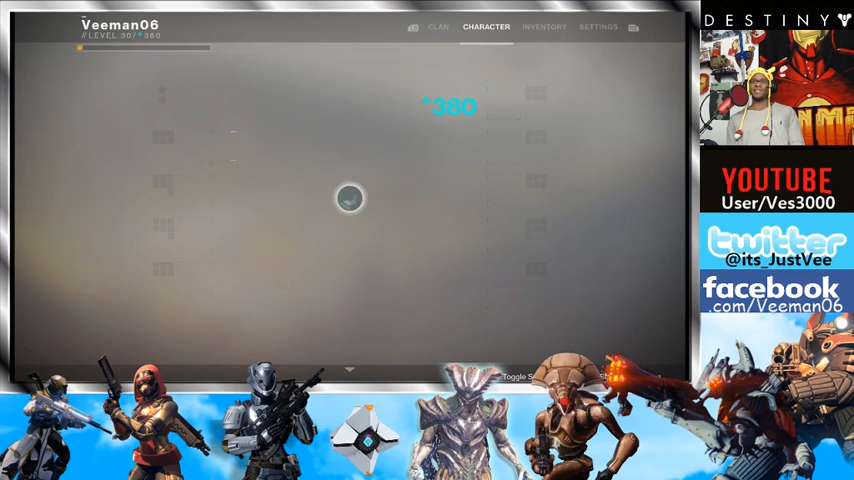 Veeman06
// LEVEL 30/ 380
CLAN CHARACTER INVENTORY SETTINGS
380
Toggle
DESTINY
YOUTUBE
User/Ves3000
twitter
@its_JustVee
facebook
.com/Veeman06